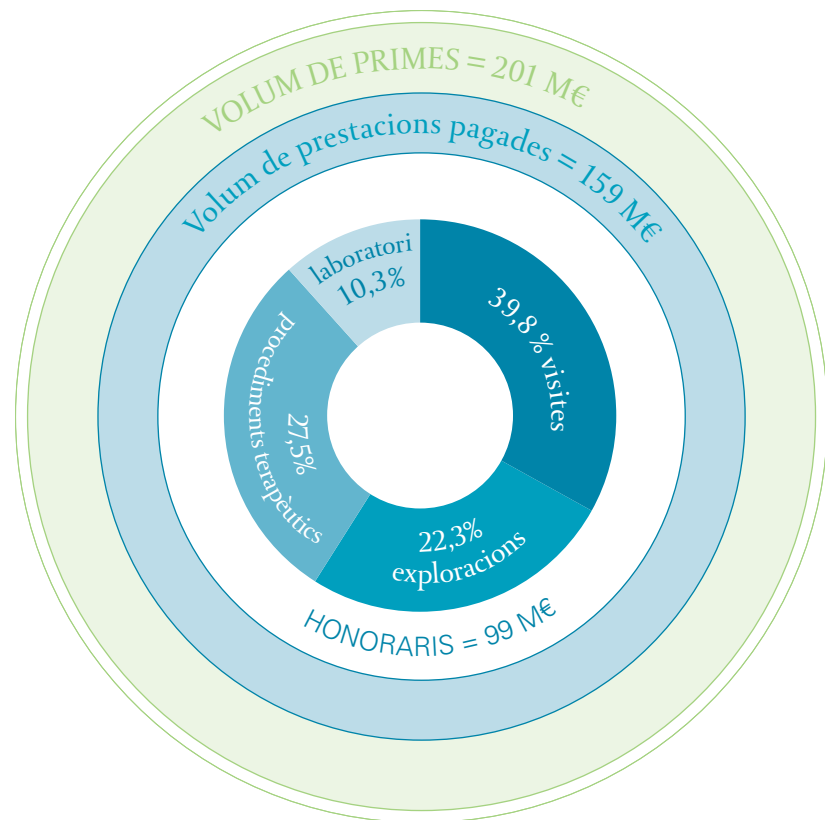 VOLUM DE PRIMES = 201 M€
Volum de prestacions pagades = 159 M€
laboratori
10,3%
39,8 % visites
procediments terapèutics
27,5%
22,3%
exploracions
HONORARIS = 99 M€